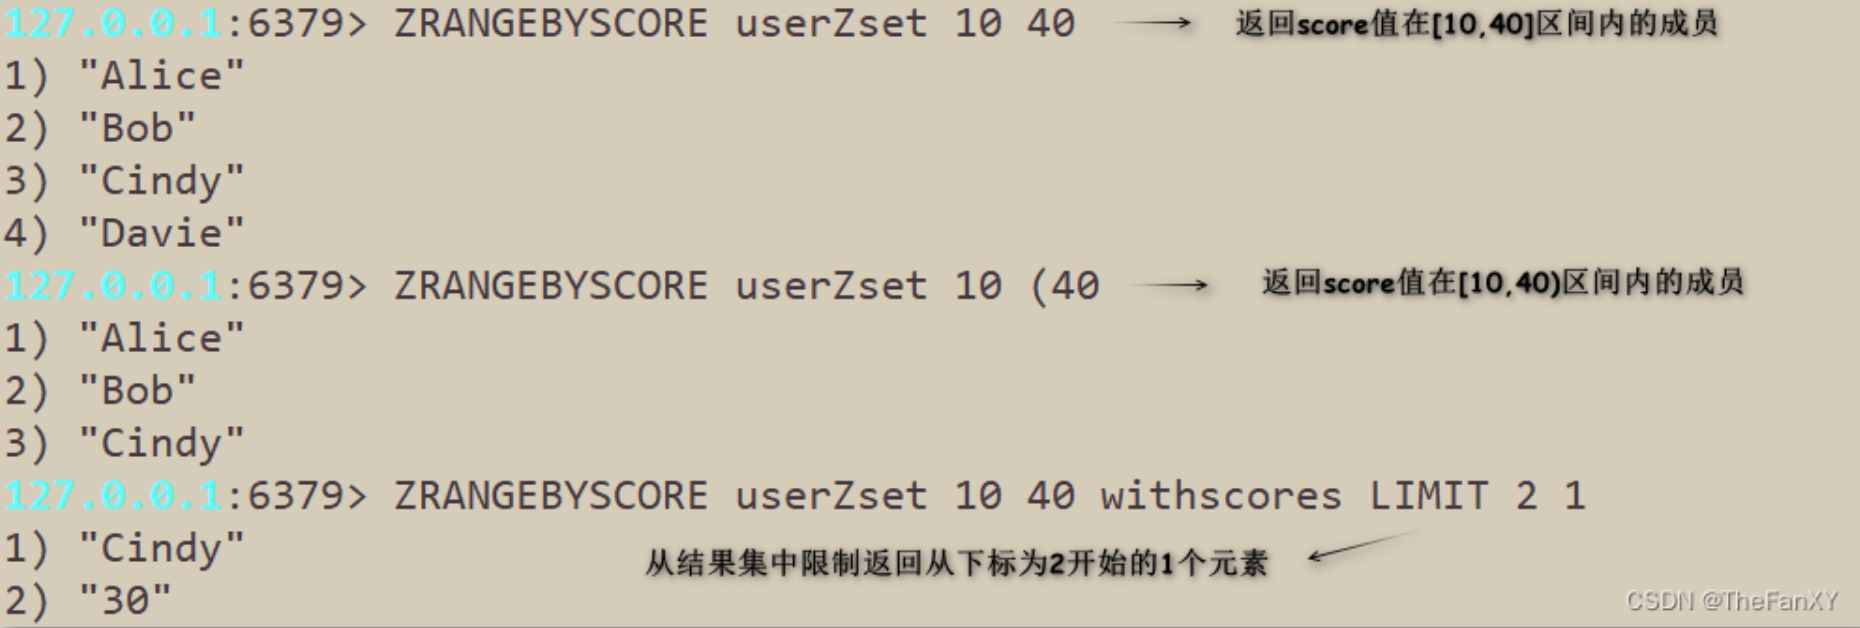 127.0.0.1:6379> ZRANGEBYSCORE userZset 10 40 返回score值在[10,40]区间内的成员
1) "Alice"
2) "Bob"
3) "Cindy"
4) "Davie"
127.0.0.1:6379> ZRANGEBYSCORE userZset 10 (40 返回score值在[10,40)区间内的成员
1) "Alice"
2) "Bob"
3) "Cindy"
127.0.0.1:6379> ZRANGEBYSCORE userZset 10 40 withscores LIMIT 2 1
1) "Cindy"
从结果集中限制返回从下标为2开始的1个元素
2) "30"
CSDN @TheFanXY